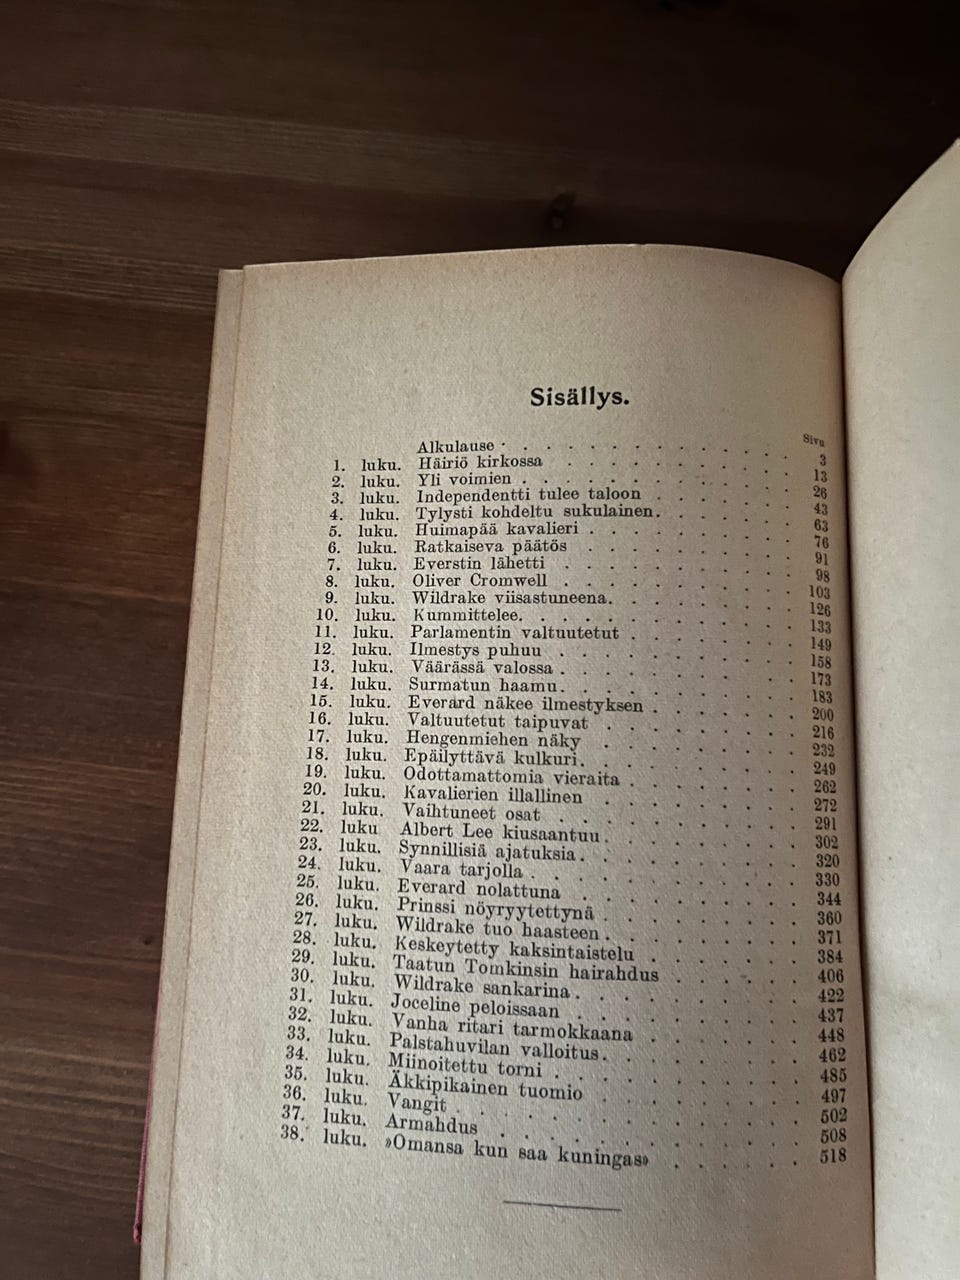 Sisällys.
Sivu
Alkulause . . . . . . . . . . 3
1. luku. Häiriö kirkossa . . . . . . . . . 13
2. luku. Yli voimien . . . . . . . . . . 26
3. luku. Independentti tulee taloon . . . . . . 43
4. luku. Tylysti kohdeltu sukulainen. . . . . . . 63
5. luku. Huimapää kavalieri . . . . . . . . 76
6. luku. Ratkaiseva päätös . . . . . . . . 91
7. luku. Everstin lähetti . . . . . . . . . 98
8. luku. Oliver Cromwell . . . . . . . . . 103
9. luku. Wildrake viisastuneena. . . . . . . . 126
10. luku. Kummittelee. . . . . . . . . . 133
11. luku. Parlamentin valtuutetut . . . . . . . 149
12. luku. Ilmestys puhuu . . . . . . . . . 158
13. luku. Väärässä valossa . . . . . . . . . 173
14. luku. Surmatun haamu. . . . . . . . . 183
15. luku. Everard näkee ilmestyksen . . . . . . 200
16. luku. Valtuutetut taipuvat . . . . . . . . 216
17. luku. Hengenmiehen näky . . . . . . . . 232
18. luku. Epäilyttävä kulkuri. . . . . . . . . 249
19. luku. Odottamattomia vieraita . . . . . . . 262
20. luku. Kavalierien illallinen . . . . . . . . 272
21. luku. Vaihtuneet osat . . . . . . . . . 291
22. luku Albert Lee kiusaantuu . . . . . . . . 302
23. luku. Synnillisiä ajatuksia . . . . . . . . 320
24. luku. Vaara tarjolla . . . . . . . . . . 330
25. luku. Everard nolattuna . . . . . . . . 344
26. luku. Prinssi nöyryytettynä . . . . . . . . 360
27. luku. Wildrake tuo haasteen . . . . . . . . 371
28. luku. Keskeytetty kaksintaistelu . . . . . . 384
29. luku. Taatun Tomkinsin hairahdus . . . . . . 406
30. luku. Wildrake sankarina . . . . . . . . 422
31. luku. Joceline peloissaan . . . . . . . . 437
32. luku. Vanha ritari tarmokkaana . . . . . . 448
33. luku. Palstahuvilan valloitus. . . . . . . . 462
34. luku. Miinoitettu torni . . . . . . . . . 485
35. luku. Äkkipikainen tuomio . . . . . . . . 497
36. luku. Vangit . . . . . . . . . . . 502
37. luku. Armahdus . . . . . . . . . . 508
38. luku. »Omansa kun saa kuningas» . . . . . . 518